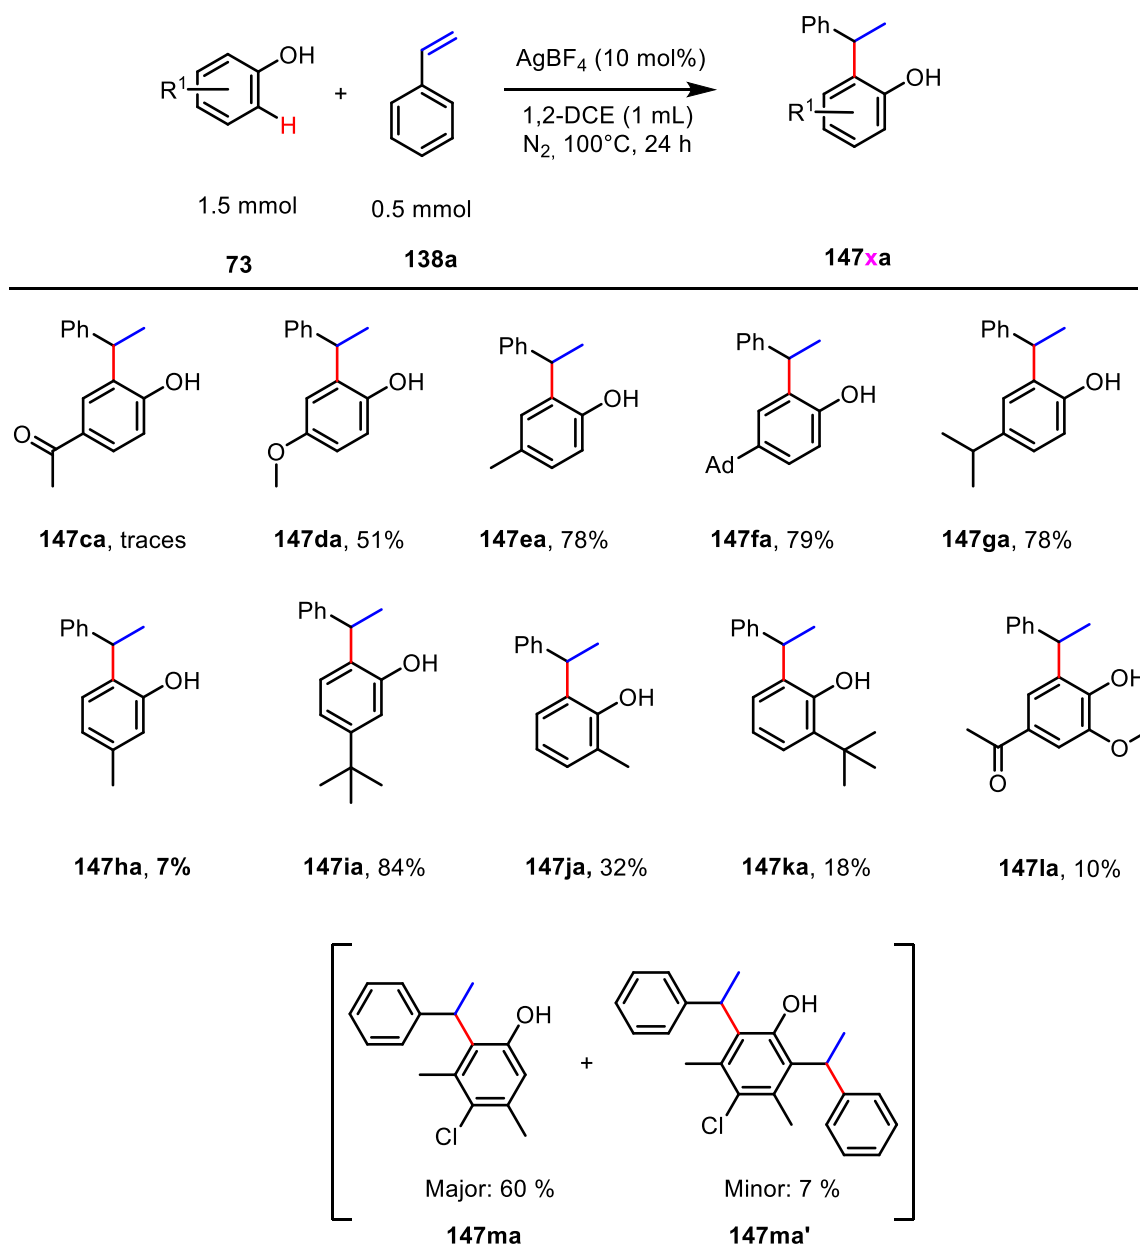 OH
R1
H
+
AgBF4 (10 mol%)
1,2-DCE (1 mL)
N2, 100°C, 24 h
Ph
OH
R1
1.5 mmol
0.5 mmol
73
138a
147xa
Ph
OH
O
Ph
OH
O
Ph
OH
Ph
OH
Ad
Ph
OH
147ca, traces
147da, 51%
147ea, 78%
147fa, 79%
147ga, 78%
Ph
OH
Ph
OH
Ph
OH
Ph
OH
Ph
OH
O
O
147ha, 7%
147ia, 84%
147ja, 32%
147ka, 18%
147la, 10%
OH
Cl
+
OH
Cl
Major: 60 %
Minor: 7 %
147ma
147ma'